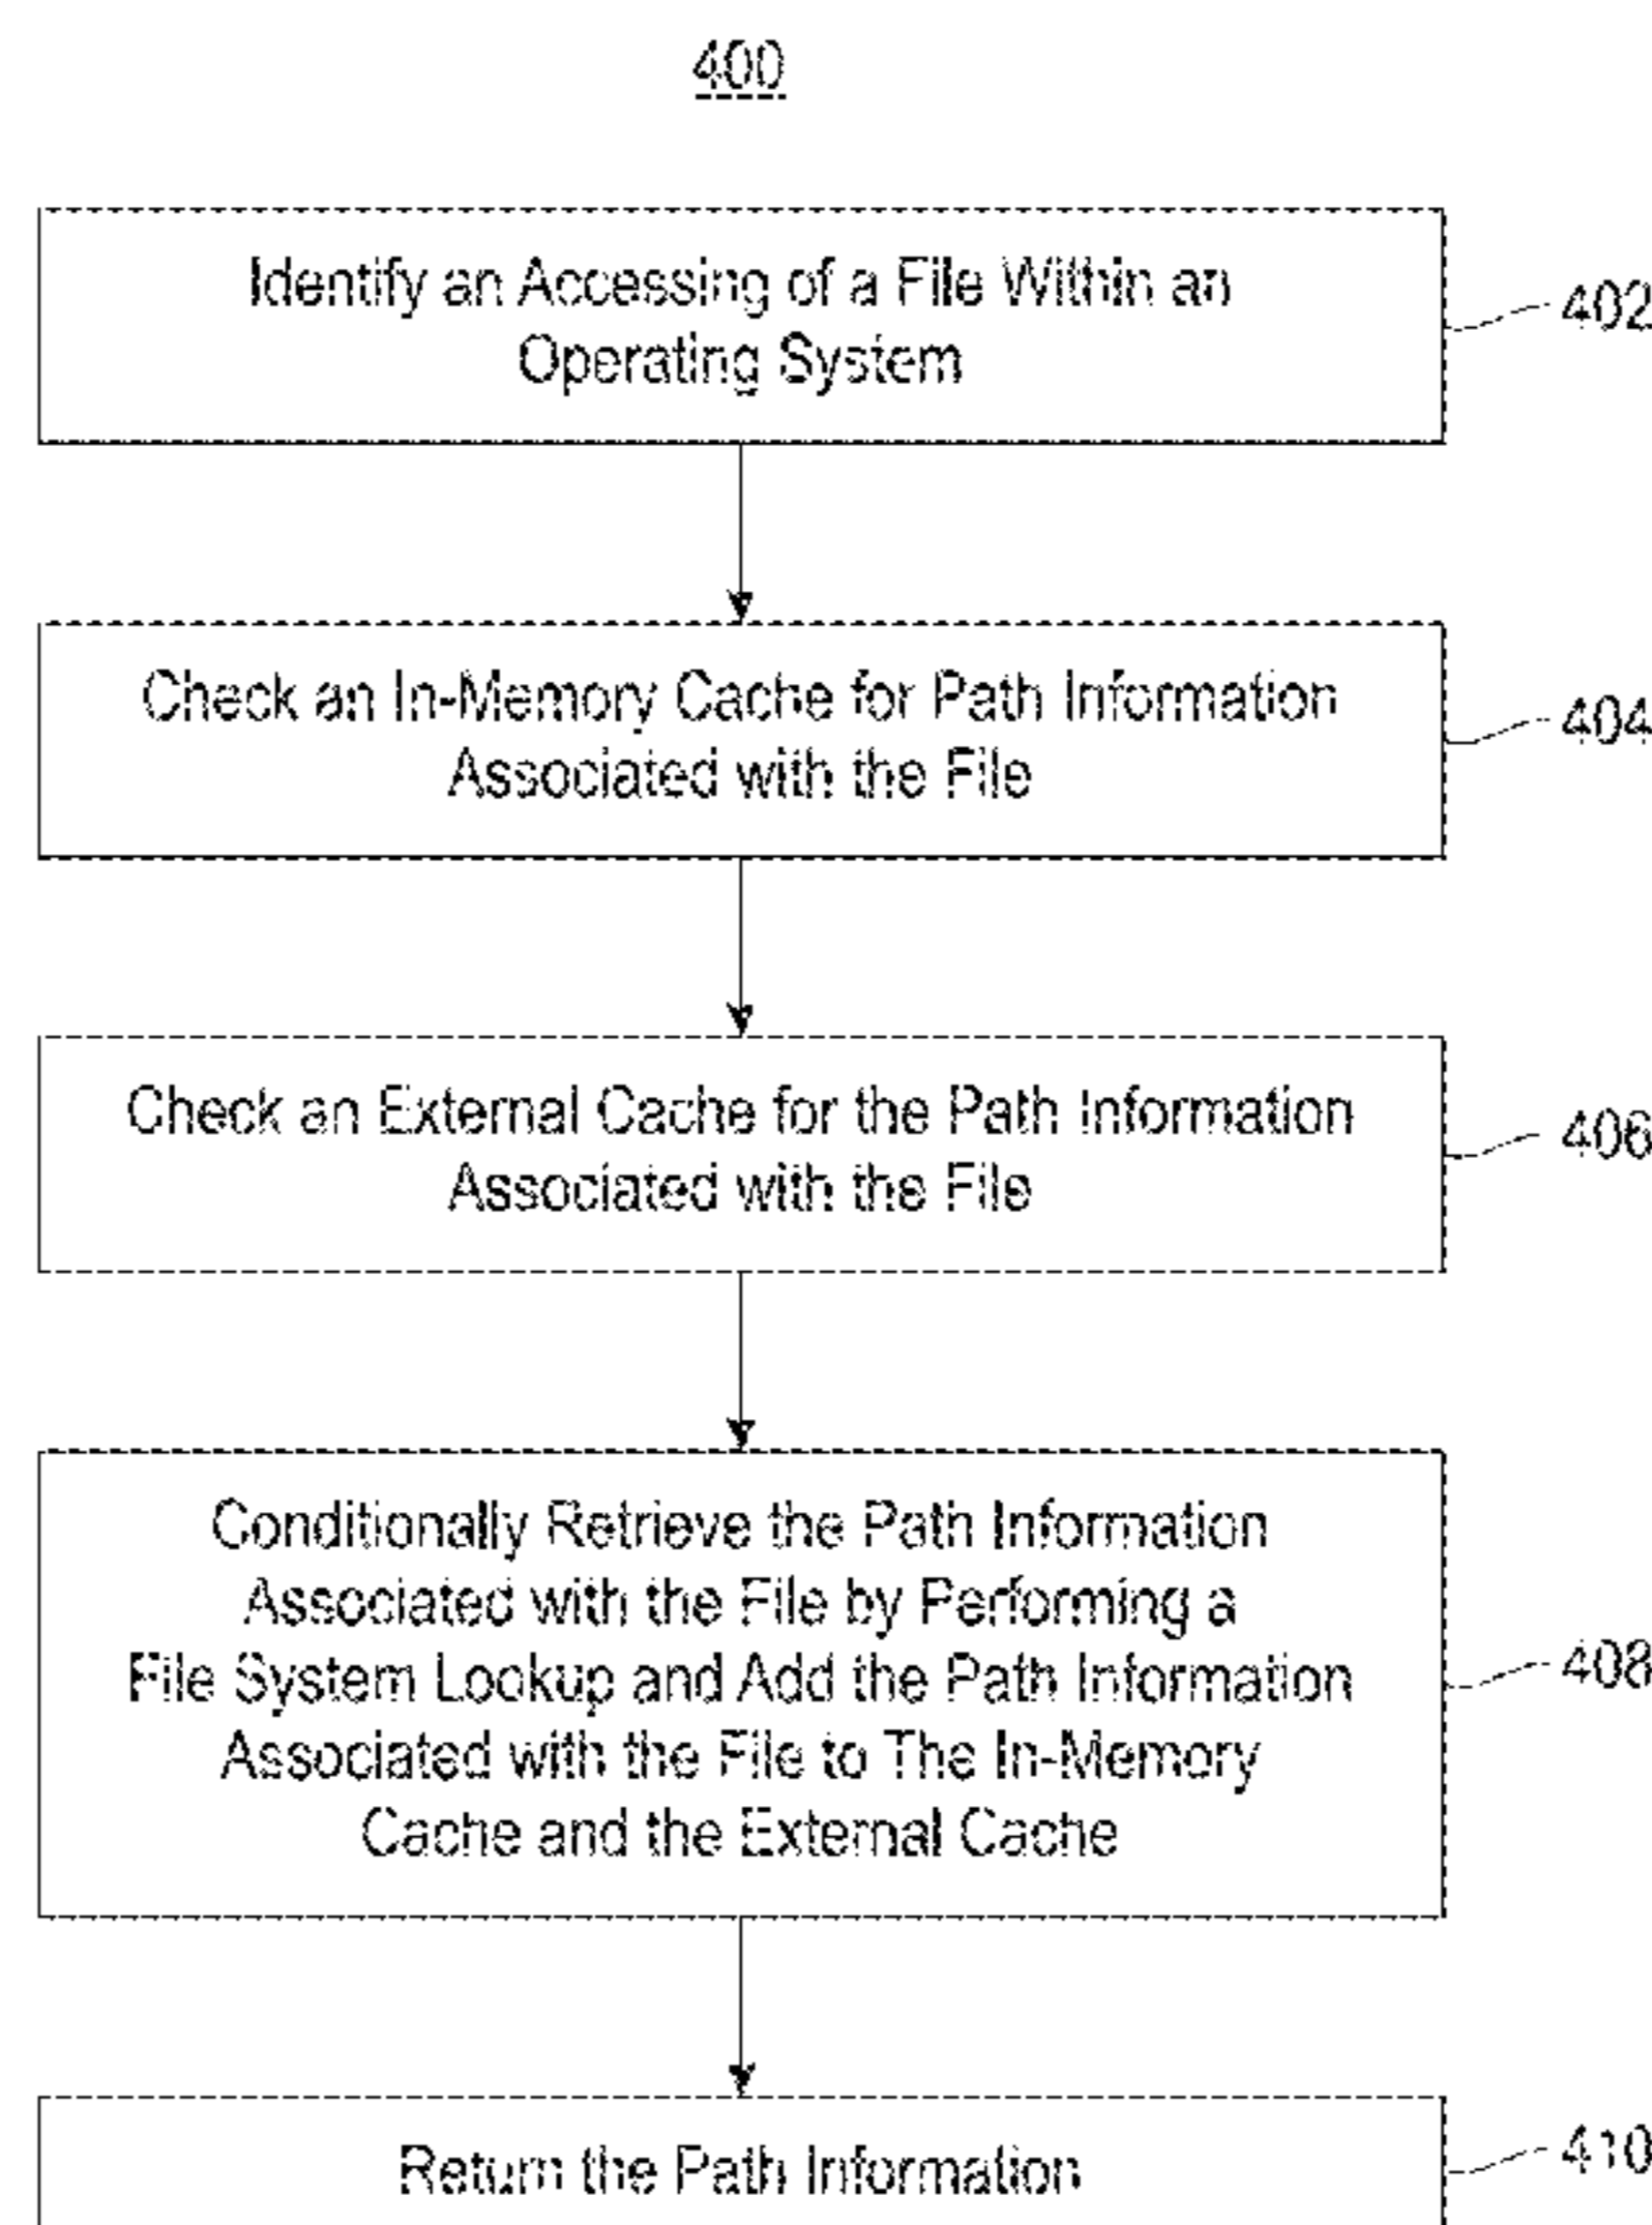 400
Identify an Accessing of a File Within an
Operating System
402
Check an In-Memory Cache for Path Information
Associated with the File
404
Check an External Cache for the Path Information
Associated with the File
406
Conditionally Retrieve the Path Information
Associated with the File by Performing a
File System Lookup and Add the Path Information
Associated with the File to The In-Memory
Cache and the External Cache
408
Return the Path Information
410